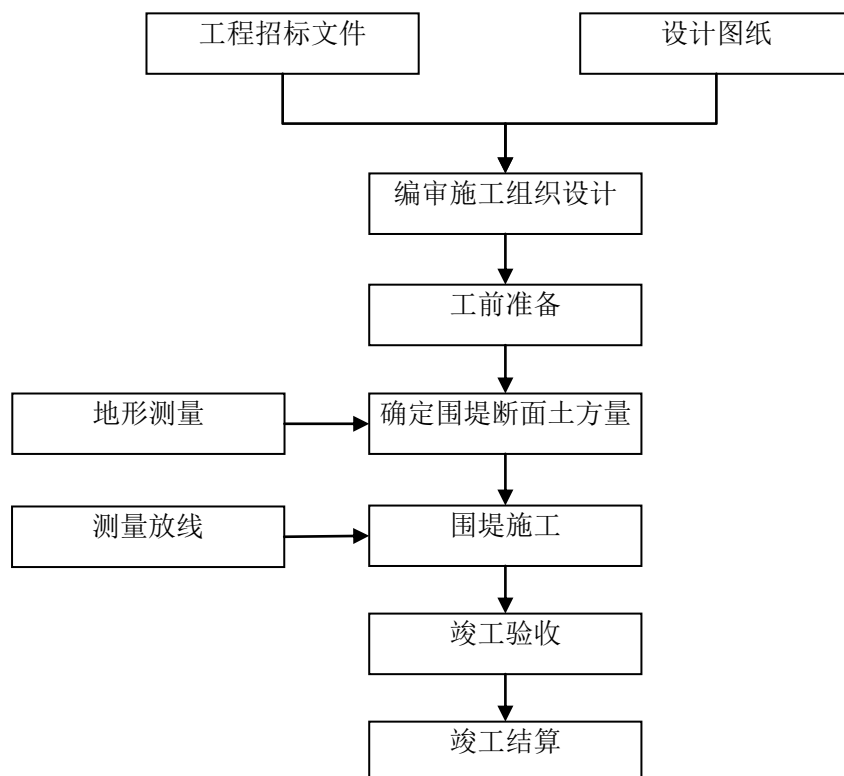 工程招标文件
设计图纸
编审施工组织设计
工前准备
地形测量
确定围堤断面土方量
测量放线
围堤施工
竣工验收
竣工结算